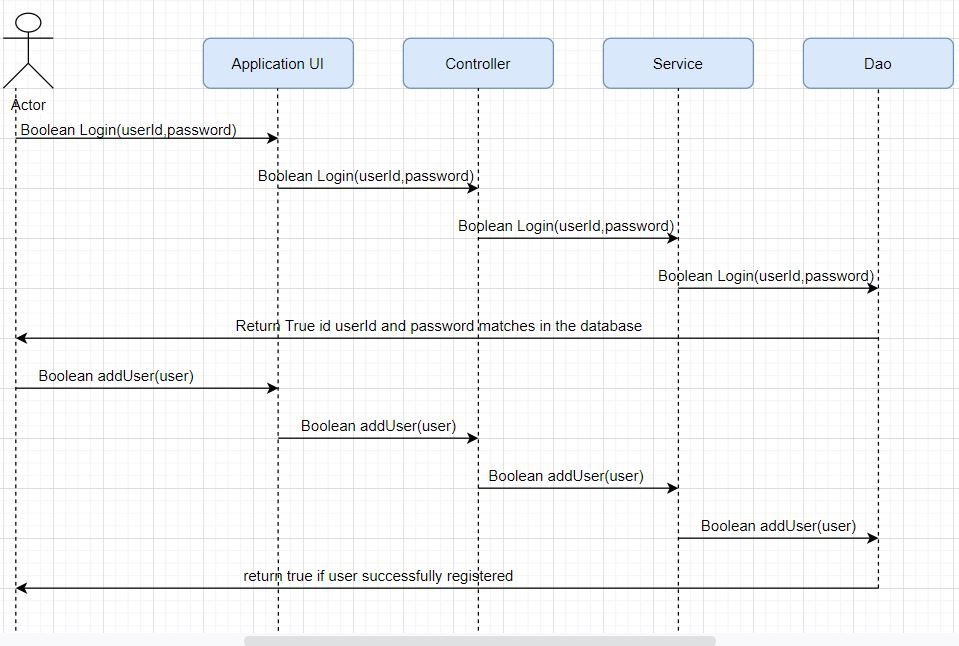 Application UI
Controller
Service
Dao
Actor
Boolean Login(userId,password)
Boolean Login(userId,password)
Boolean Login(userId,password)
Boolean Login(userId,password)
Return True id userId and password matches in the database
Boolean addUser(user)
Boolean addUser(user)
Boolean addUser(user)
Boolean addUser(user)
return true if user successfully registered